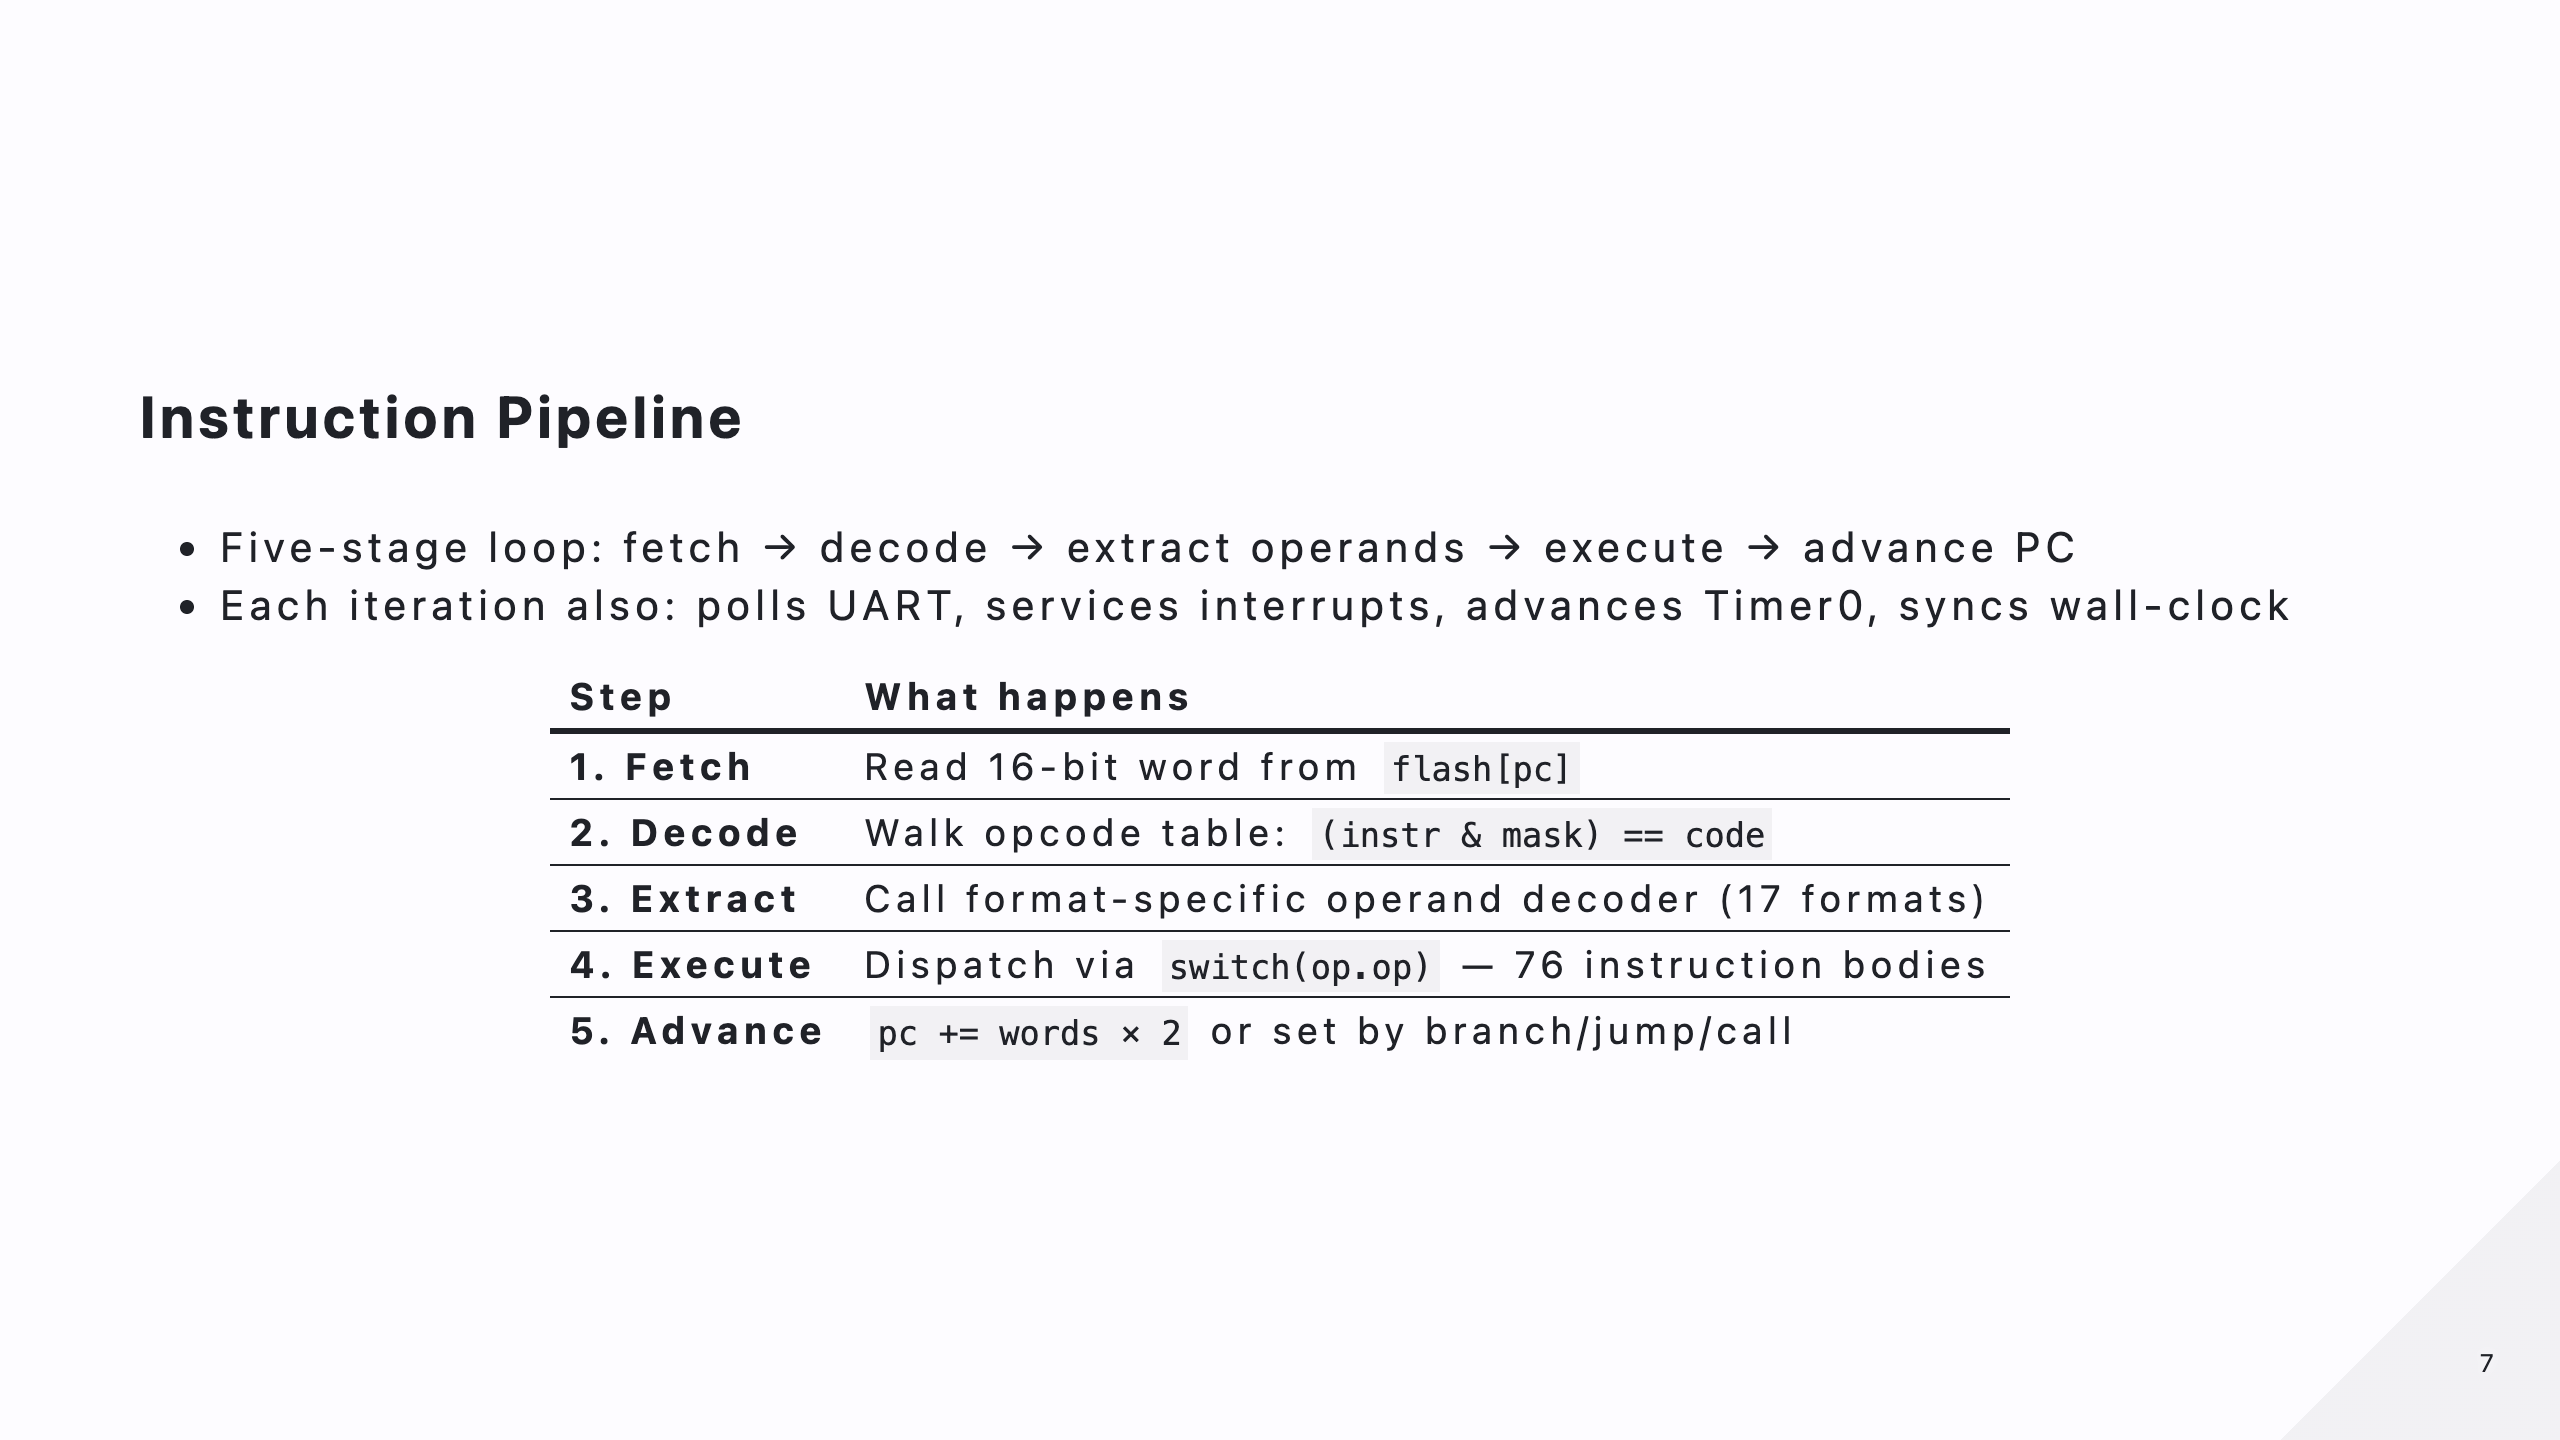 Instruction Pipeline
• Five-stage loop: fetch → decode → extract operands → execute → advance PC
• Each iteration also: polls UART, services interrupts, advances Timer0, syncs wall-clock
Step What happens
1. Fetch Read 16-bit word from flash[pc]
2. Decode Walk opcode table: (instr & mask) == code
3. Extract Call format-specific operand decoder (17 formats)
4. Execute Dispatch via switch(op.op) — 76 instruction bodies
5. Advance pc += words × 2 or set by branch/jump/call
7